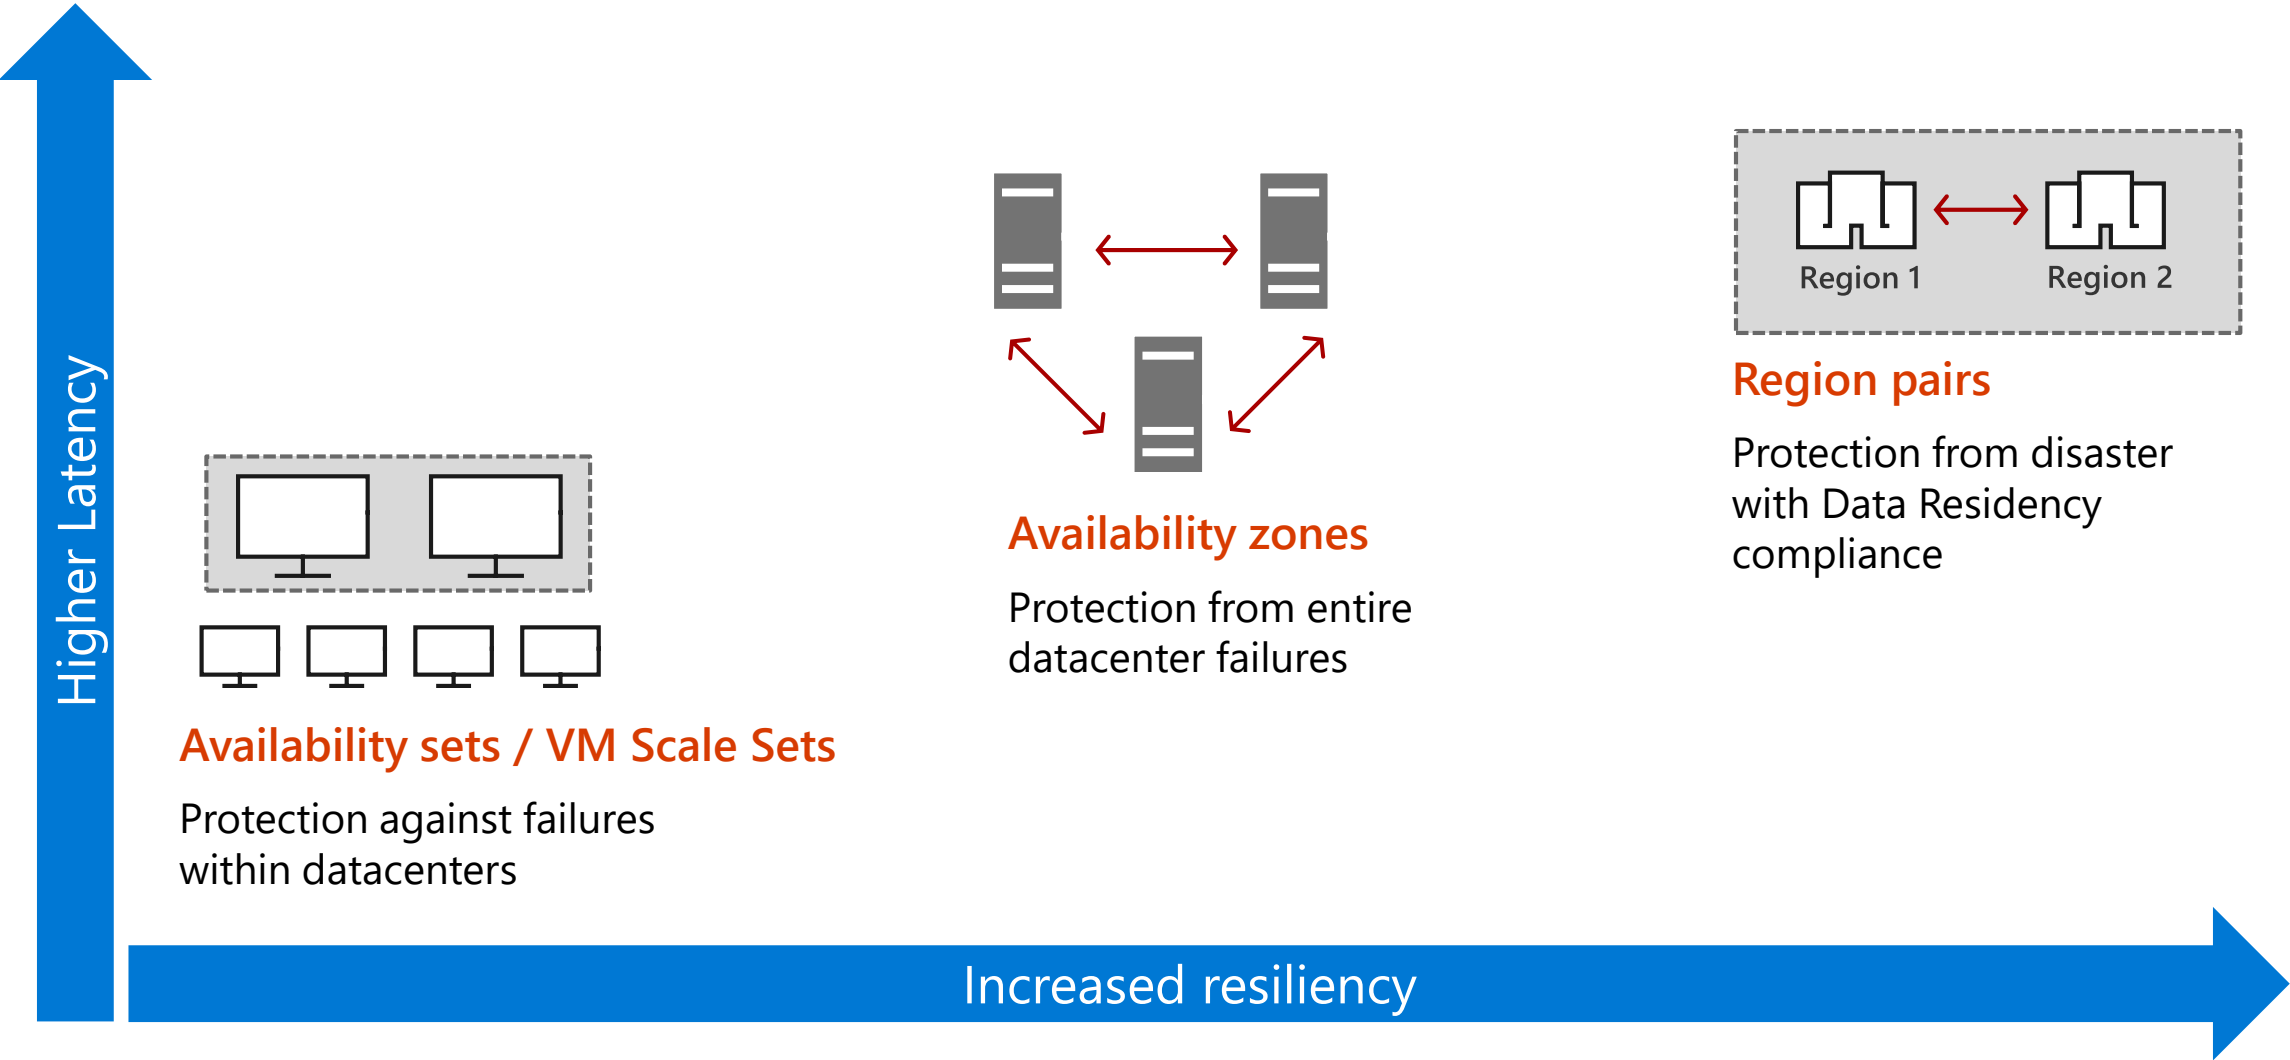 Higher Latency
Region 1
Region 2
Region pairs
Protection from disaster
with Data Residency
compliance
Availability zones
Protection from entire
datacenter failures
Availability sets / VM Scale Sets
Protection against failures
within datacenters
Increased resiliency